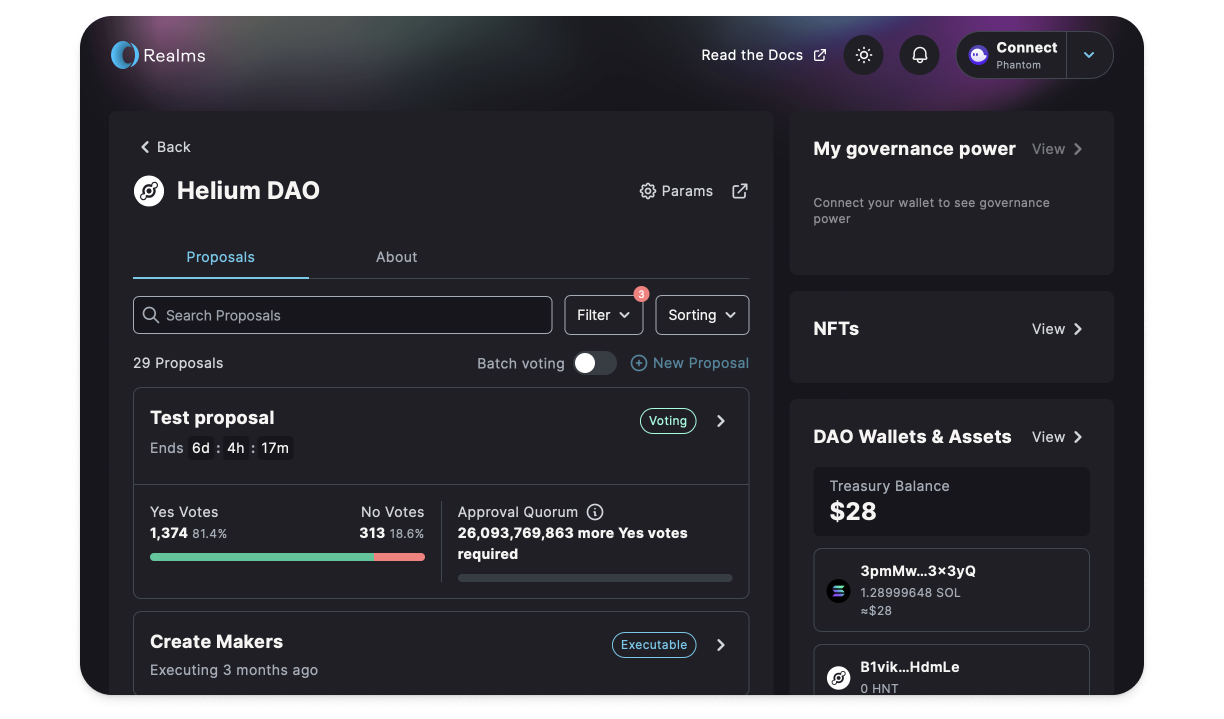 Realms
Read the Docs
Connect
Phantom
Back
Helium DAO
Params
Proposals
About
Search Proposals
Filter
3
Sorting
29 Proposals
Batch voting
New Proposal
Test proposal
Voting
Ends 6d : 4h : 17m
Yes Votes
1,374 81.4%
No Votes
313 18.6%
Approval Quorum
26,093,769,863 more Yes votes
required
Create Makers
Executable
Executing 3 months ago
My governance power
View
Connect your wallet to see governance
power
NFTs
View
DAO Wallets & Assets
View
Treasury Balance
$28
3pmMw…3x3yQ
1.28999648 SOL
≈$28
B1vik…HdmLe
0 HNT